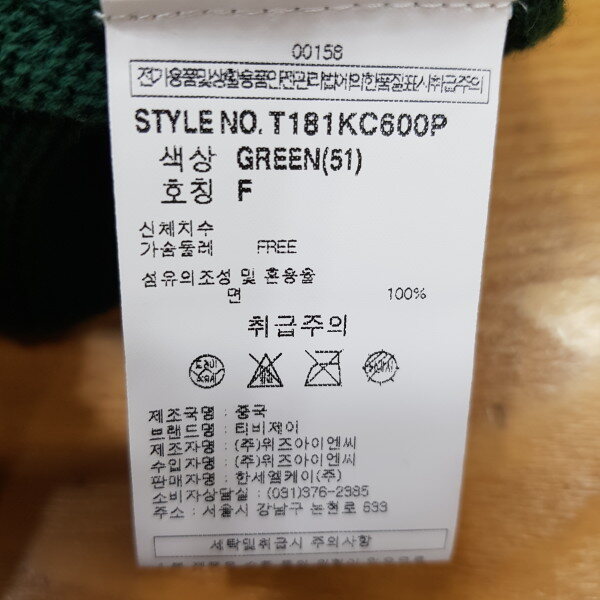 00158
전기용품및생활용품안전관리법에의한품질표시취급주의
STYLE NO. T181KC600P
색상 GREEN(51)
호칭 F
신체치수
가슴둘레 FREE
섬유의조성 및 혼용율
면 100%
취급주의
제조국명 : 중국
브랜드명 : 티비제이
제조자명 : (주)위즈아이엔씨
수입자명 : (주)위즈아이엔씨
판매자명 : 한세엘케이(주)
소비자상담실 : (031)376-2385
주소 : 서울시 강남구 논현로 633
세탁및취급시 주의사항